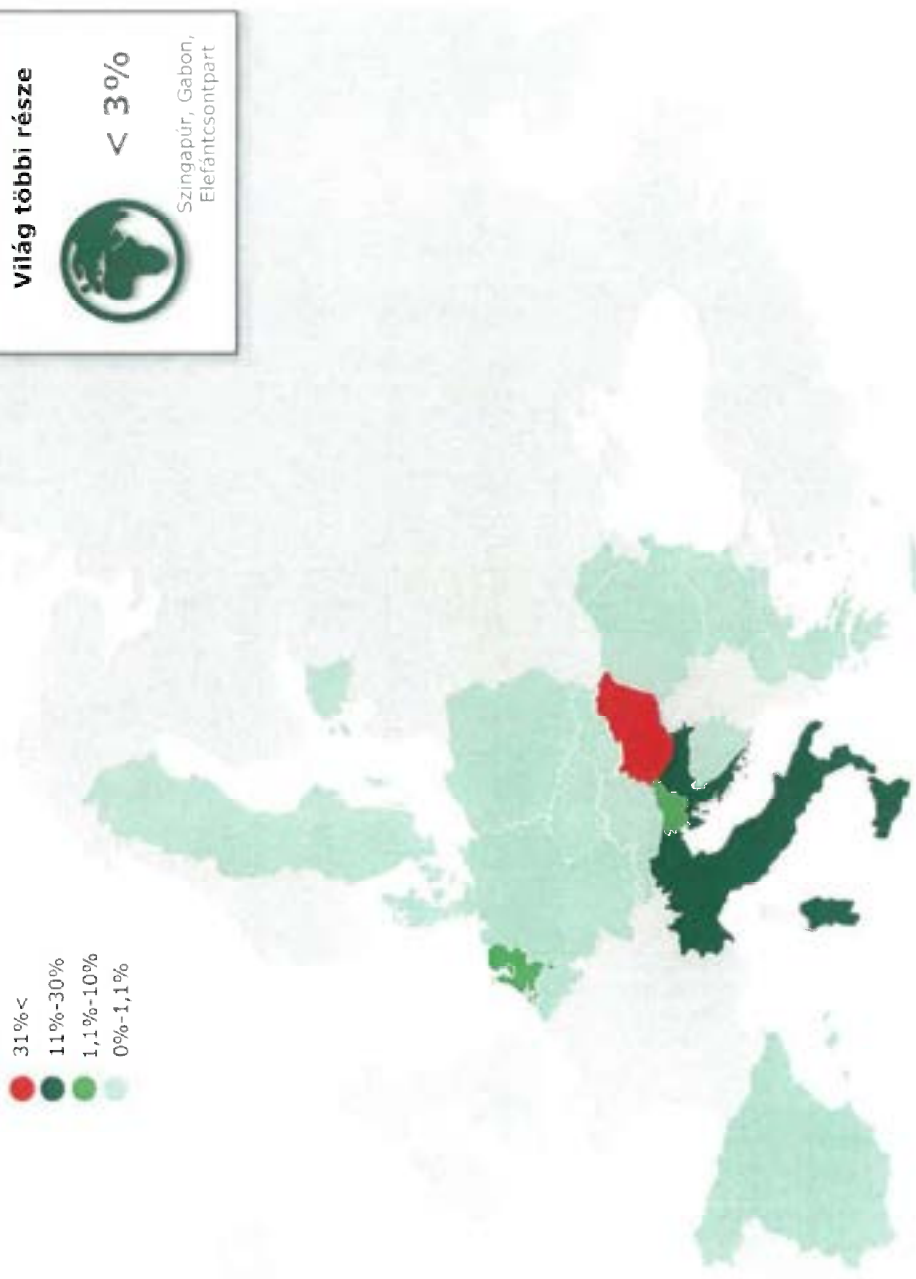 31%<
11%-30%
1,1%-10%
0%-1,1%
Világ többi része
< 3%
Szingapúr, Gabon,
Elefántcsontpart